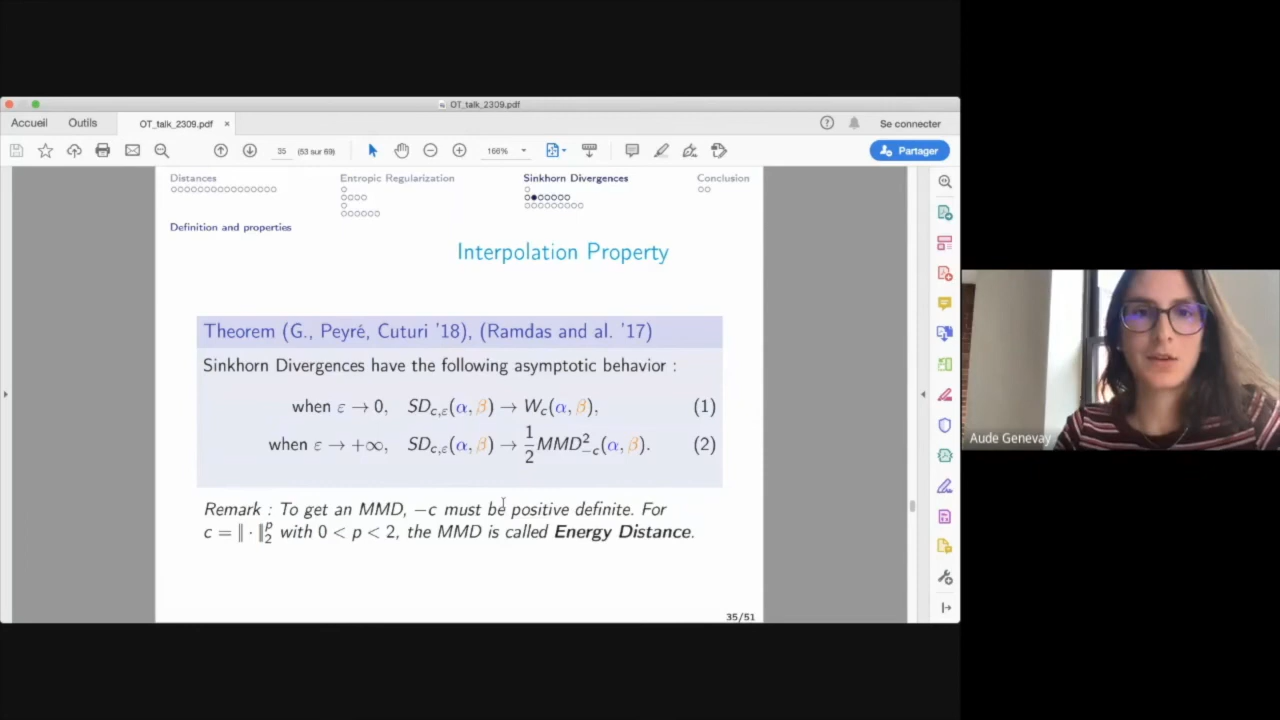 OT_talk_2309.pdf
Accueil Outils OT_talk_2309.pdf × Se connecter
35 (53 sur 69) 166% Partager
Distances Entropic Regularization Sinkhorn Divergences Conclusion
Definition and properties
Interpolation Property
Theorem (G., Peyré, Cuturi '18), (Ramdas and al. '17)
Sinkhorn Divergences have the following asymptotic behavior :
when ε → 0, SD_{c,ε}(α, β) → W_c(α, β), (1)
when ε → +∞, SD_{c,ε}(α, β) → 1/2 MMD²_{−c}(α, β). (2)
Remark : To get an MMD, −c must be positive definite. For
c = ‖ · ‖₂^p with 0 < p < 2, the MMD is called Energy Distance.
35/51
Aude Genevay